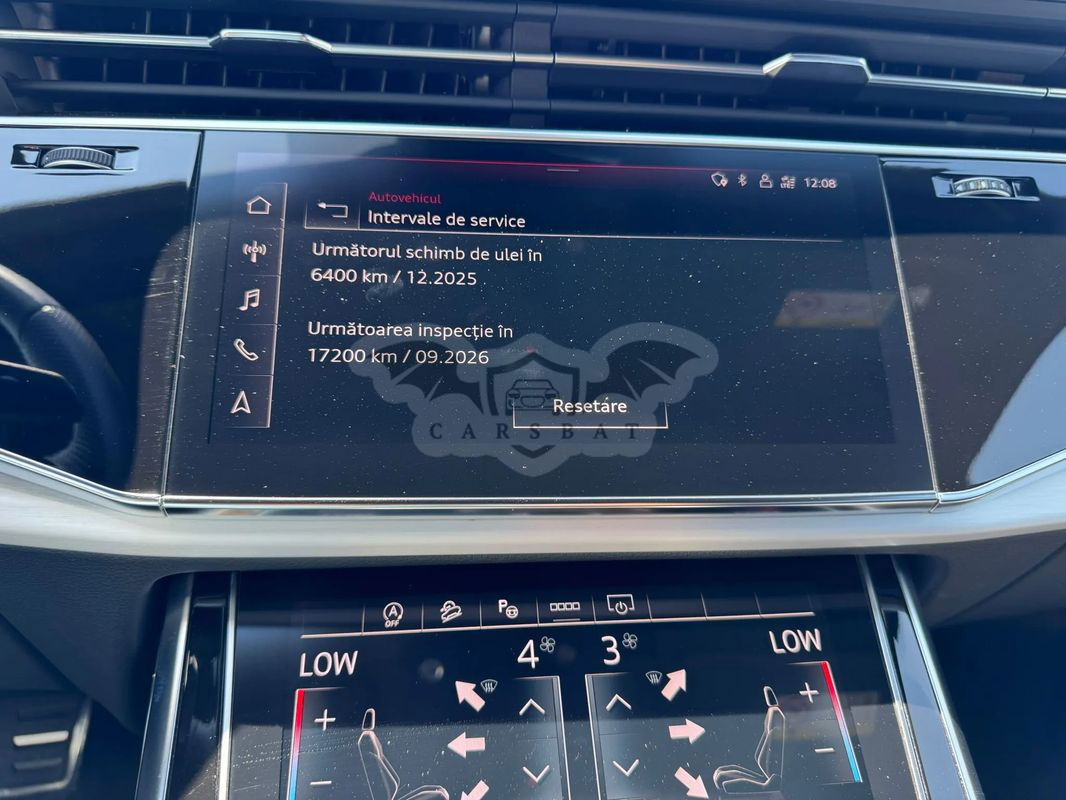 12:08
Autovehicul
Intervale de service
Următorul schimb de ulei în
6400 km / 12.2025
Următoarea inspecție în
17200 km / 09.2026
Resetare
CARSBAT
A
OFF
P
LOW
4
3
LOW